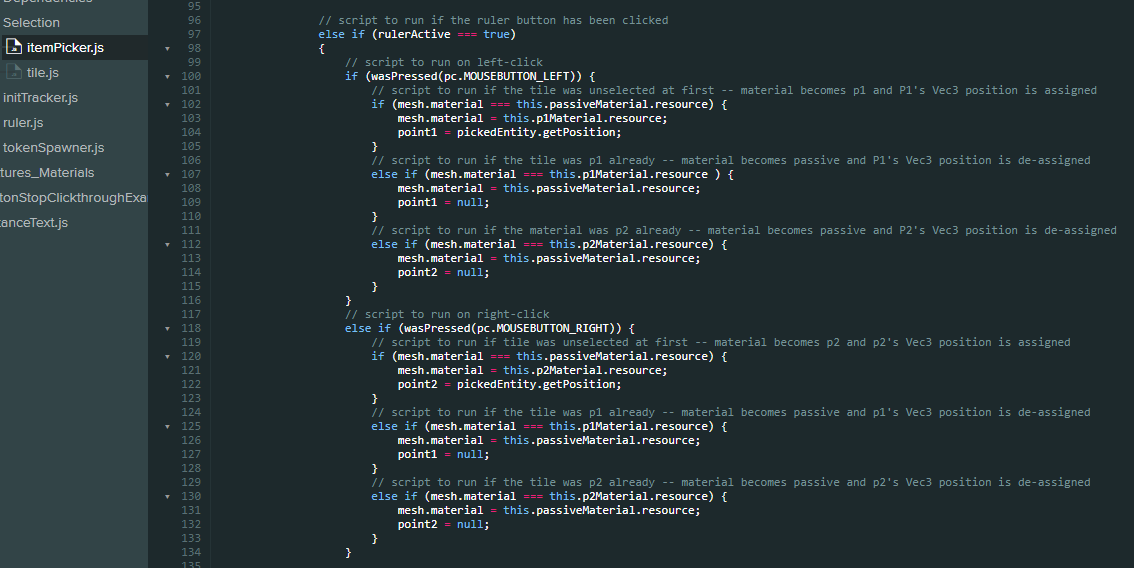 Dependencies
Selection
itemPicker.js
tile.js
initTracker.js
ruler.js
tokenSpawner.js
tures_Materials
tonStopClickthroughExa
anceText.js
95
96 // script to run if the ruler button has been clicked
97 else if (rulerActive === true)
98 {
99 // script to run on left-click
100 if (wasPressed(pc.MOUSEBUTTON_LEFT)) {
101 // script to run if the tile was unselected at first -- material becomes p1 and P1's Vec3 position is assigned
102 if (mesh.material === this.passiveMaterial.resource) {
103 mesh.material = this.p1Material.resource;
104 point1 = pickedEntity.getPosition;
105 }
106 // script to run if the tile was p1 already -- material becomes passive and P1's Vec3 position is de-assigned
107 else if (mesh.material === this.p1Material.resource ) {
108 mesh.material = this.passiveMaterial.resource;
109 point1 = null;
110 }
111 // script to run if the material was p2 already -- material becomes passive and P2's Vec3 position is de-assigned
112 else if (mesh.material === this.p2Material.resource) {
113 mesh.material = this.passiveMaterial.resource;
114 point2 = null;
115 }
116 }
117 // script to run on right-click
118 else if (wasPressed(pc.MOUSEBUTTON_RIGHT)) {
119 // script to run if tile was unselected at first -- material becomes p2 and p2's Vec3 position is assigned
120 if (mesh.material === this.passiveMaterial.resource) {
121 mesh.material = this.p2Material.resource;
122 point2 = pickedEntity.getPosition;
123 }
124 // script to run if the tile was p1 already -- material becomes passive and p1's Vec3 position is de-assigned
125 else if (mesh.material === this.p1Material.resource) {
126 mesh.material = this.passiveMaterial.resource;
127 point1 = null;
128 }
129 // script to run if the tile was p2 already -- material becomes passive and p2's Vec3 position is de-assigned
130 else if (mesh.material === this.p2Material.resource) {
131 mesh.material = this.passiveMaterial.resource;
132 point2 = null;
133 }
134 }
135